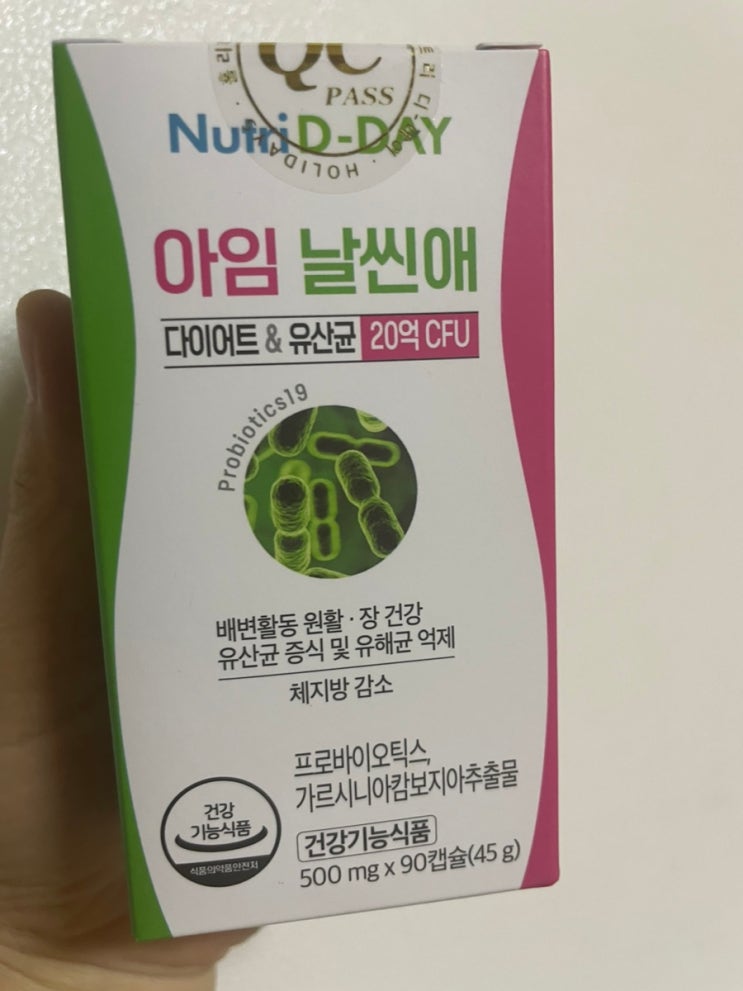 QC
PASS
HOLIDAY
Nutri D-DAY
아임 날씬애
다이어트 & 유산균 20억 CFU
Probiotics19
배변활동 원활 · 장 건강
유산균 증식 및 유해균 억제
체지방 감소
프로바이오틱스,
가르시니아캄보지아추출물
건강
기능식품
식품의약품안전처
건강기능식품
500 mg x 90캡슐(45 g)